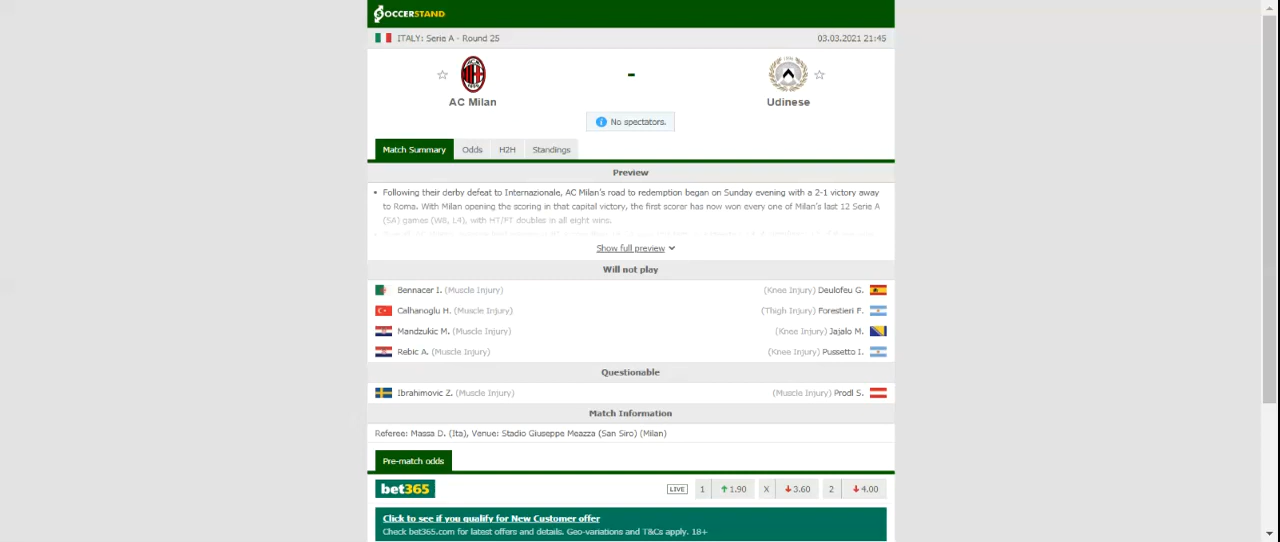 SOCCERSTAND
ITALY: Serie A - Round 25 03.03.2021 21:45
-
AC Milan Udinese
No spectators.
Match Summary Odds H2H Standings
Preview
• Following their derby defeat to Internazionale, AC Milan's road to redemption began on Sunday evening with a 2-1 victory away
to Roma. With Milan opening the scoring in that capital victory, the first scorer has now won every one of Milan's last 12 Serie A
(SA) games (W8, L4), with HT/FT doubles in all eight wins.
Show full preview
Will not play
Bennacer I. (Muscle Injury) (Knee Injury) Deulofeu G.
Calhanoglu H. (Muscle Injury) (Thigh Injury) Forestieri F.
Mandzukic M. (Muscle Injury) (Knee Injury) Jajalo M.
Rebic A. (Muscle Injury) (Knee Injury) Pussetto I.
Questionable
Ibrahimovic Z. (Muscle Injury) (Muscle Injury) Prodl S.
Match Information
Referee: Massa D. (Ita), Venue: Stadio Giuseppe Meazza (San Siro) (Milan)
Pre-match odds
bet365 LIVE 1 1.90 X 3.60 2 4.00
Click to see if you qualify for New Customer offer
Check bet365.com for latest offers and details. Geo-variations and T&Cs apply. 18+